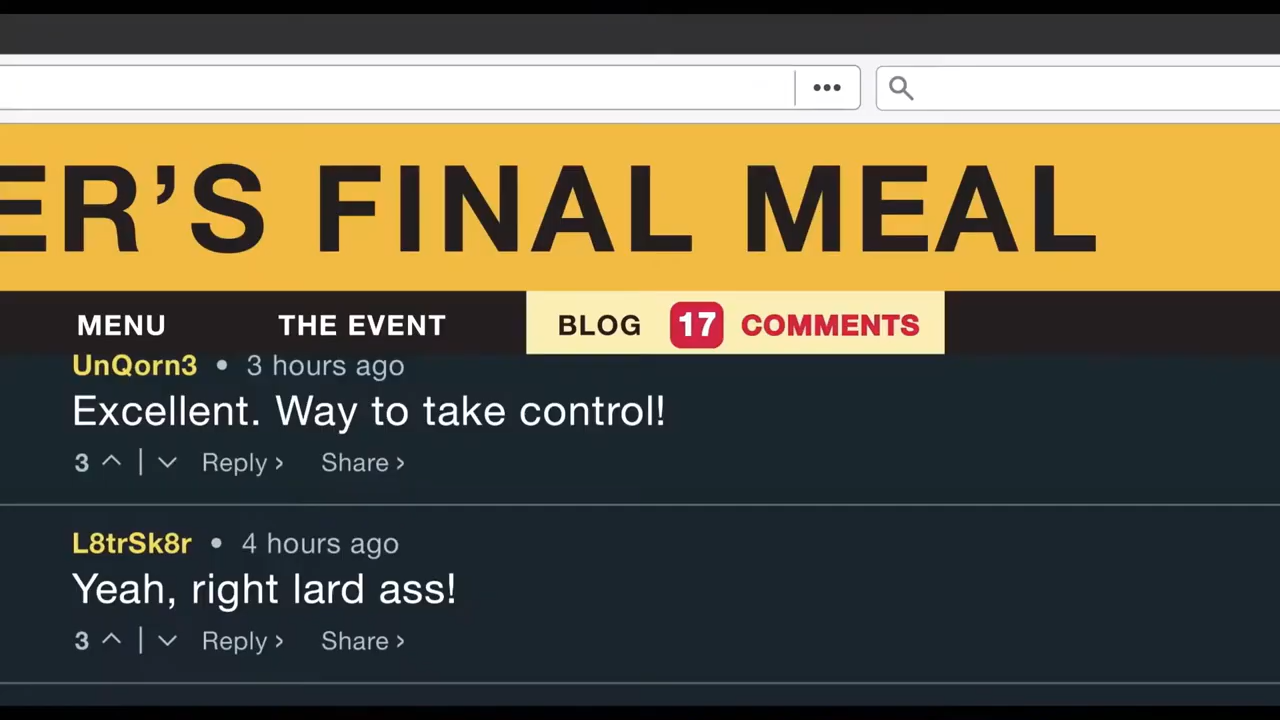 ER'S FINAL MEAL
MENU THE EVENT BLOG 17 COMMENTS
UnQorn3 • 3 hours ago
Excellent. Way to take control!
3 | Reply › Share ›
L8trSk8r • 4 hours ago
Yeah, right lard ass!
3 | Reply › Share ›